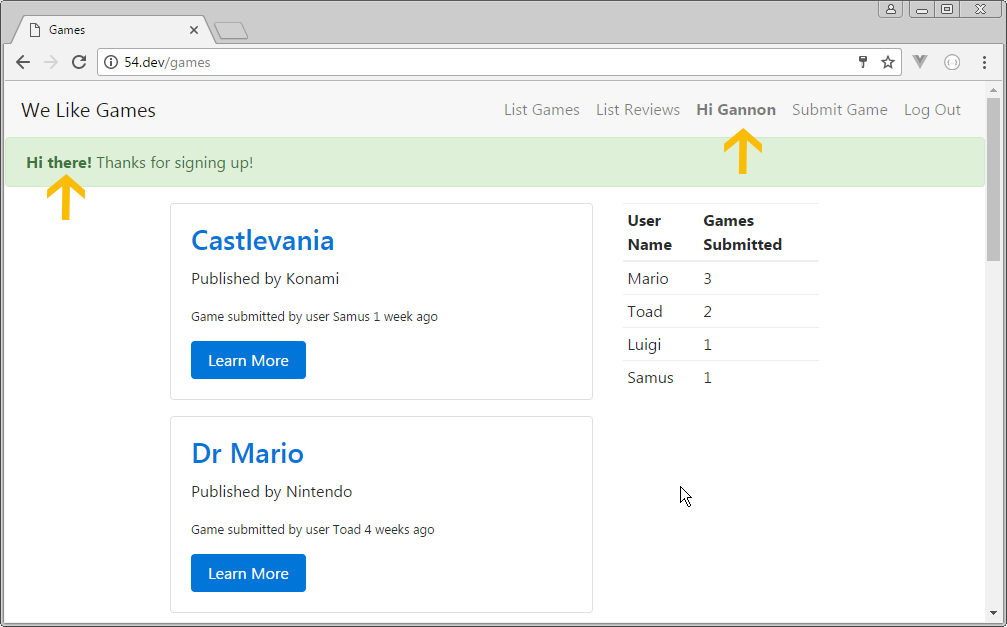 Games
54.dev/games
We Like Games List Games List Reviews Hi Gannon Submit Game Log Out
Hi there! Thanks for signing up!
Castlevania
Published by Konami
Game submitted by user Samus 1 week ago
Learn More
Dr Mario
Published by Nintendo
Game submitted by user Toad 4 weeks ago
Learn More
User Name Games Submitted
Mario 3
Toad 2
Luigi 1
Samus 1